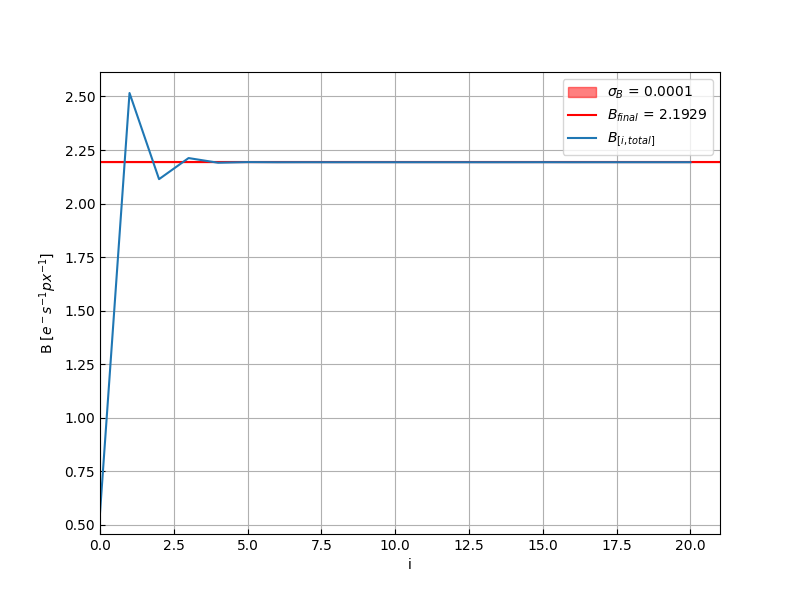 σ_B = 0.0001
B_final = 2.1929
B_[i,total]
2.50
2.25
2.00
1.75
1.50
1.25
1.00
0.75
0.50
B [e⁻s⁻¹px⁻¹]
0.0 2.5 5.0 7.5 10.0 12.5 15.0 17.5 20.0
i